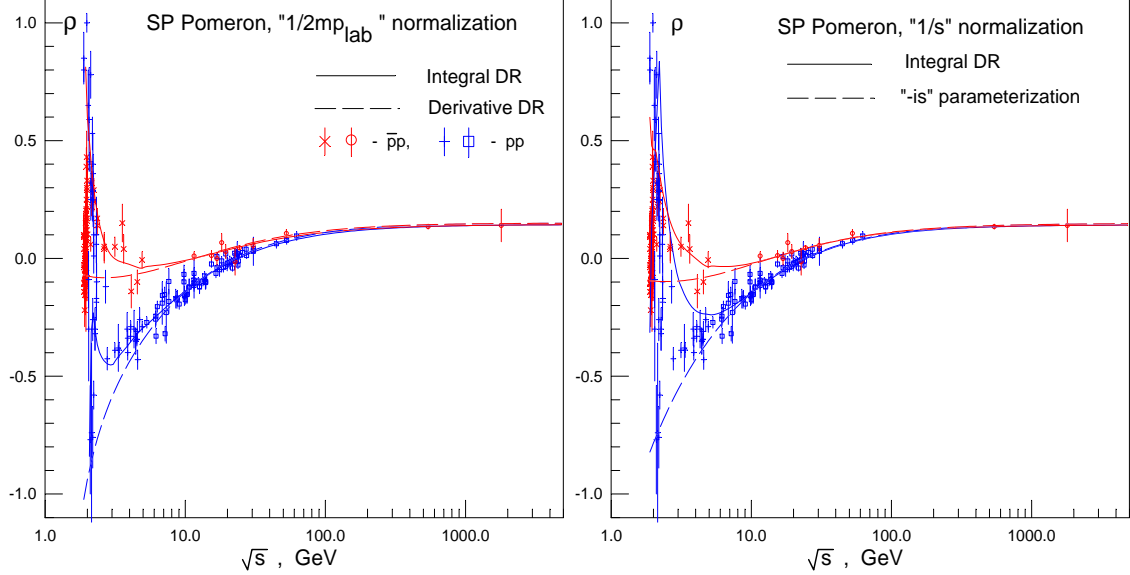 ρ SP Pomeron, "1/2mp_lab" normalization
Integral DR
Derivative DR
- p̅p, - pp
1.0
0.5
0.0
-0.5
-1.0
1.0 10.0 100.0 1000.0
√s , GeV
ρ SP Pomeron, "1/s" normalization
Integral DR
"-is" parameterization
1.0
0.5
0.0
-0.5
-1.0
1.0 10.0 100.0 1000.0
√s , GeV